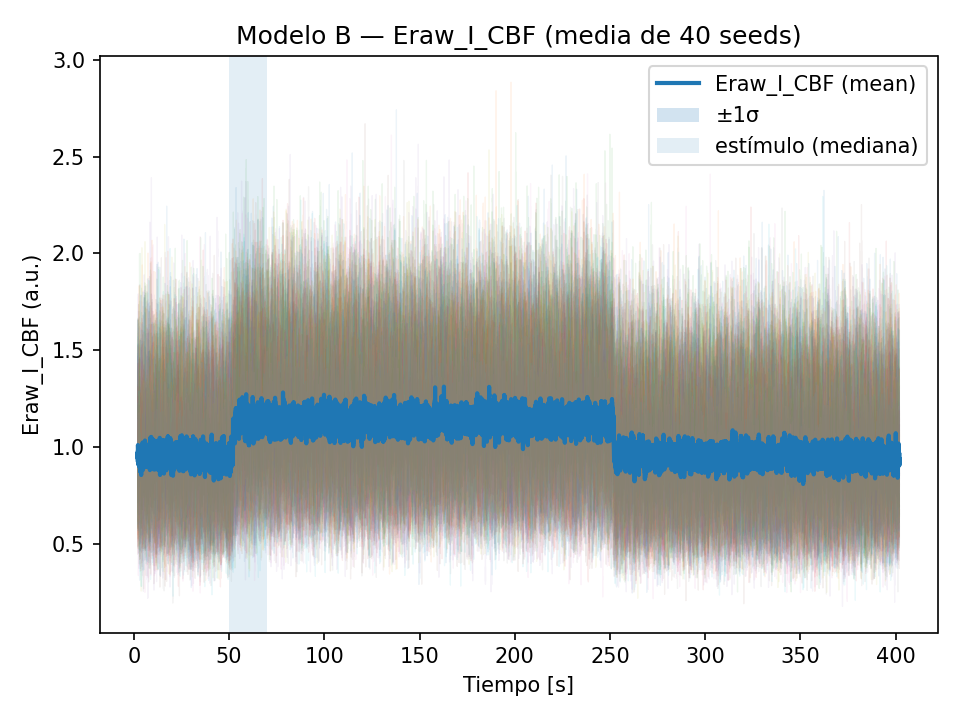 Modelo B — Eraw_I_CBF (media de 40 seeds)
Eraw_I_CBF (mean)
±1σ
estímulo (mediana)
Eraw_I_CBF (a.u.)
3.0
2.5
2.0
1.5
1.0
0.5
0 50 100 150 200 250 300 350 400
Tiempo [s]